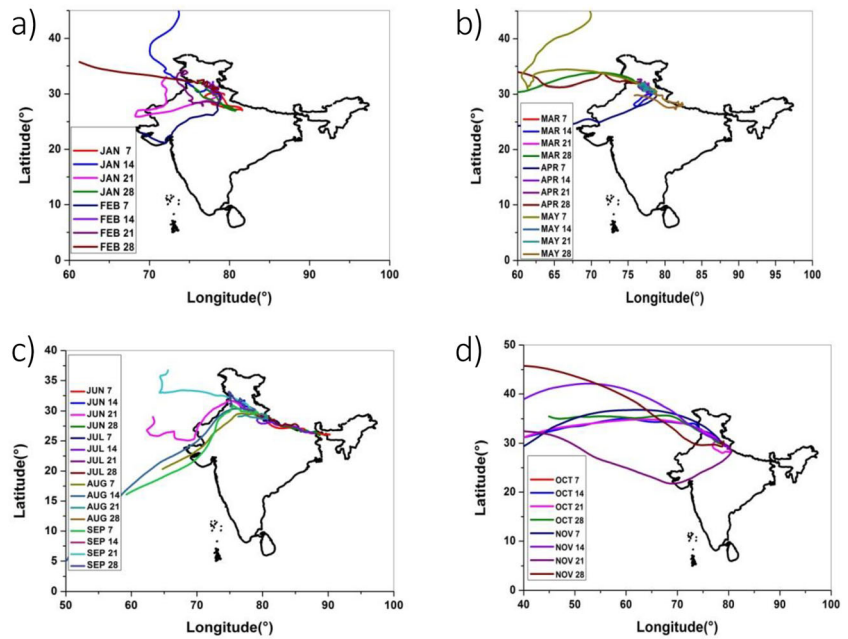 a)
Latitude(°)
45
40
30
20
10
0
JAN 7
JAN 14
JAN 21
JAN 28
FEB 7
FEB 14
FEB 21
FEB 28
60 70 80 90 100
Longitude(°)
b)
Latitude(°)
45
40
30
20
10
0
MAR 7
MAR 14
MAR 21
MAR 28
APR 7
APR 14
APR 21
APR 28
MAY 7
MAY 14
MAY 21
MAY 28
60 65 70 75 80 85 90 95 100
Longitude(°)
c)
Latitude(°)
40
35
30
25
20
15
10
5
0
JUN 7
JUN 14
JUN 21
JUN 28
JUL 7
JUL 14
JUL 21
JUL 28
AUG 7
AUG 14
AUG 21
AUG 28
SEP 7
SEP 14
SEP 21
SEP 28
50 60 70 80 90 100
Longitude(°)
d)
Latitude(°)
50
40
30
20
10
0
OCT 7
OCT 14
OCT 21
OCT 28
NOV 7
NOV 14
NOV 21
NOV 28
40 50 60 70 80 90 100
Longitude(°)